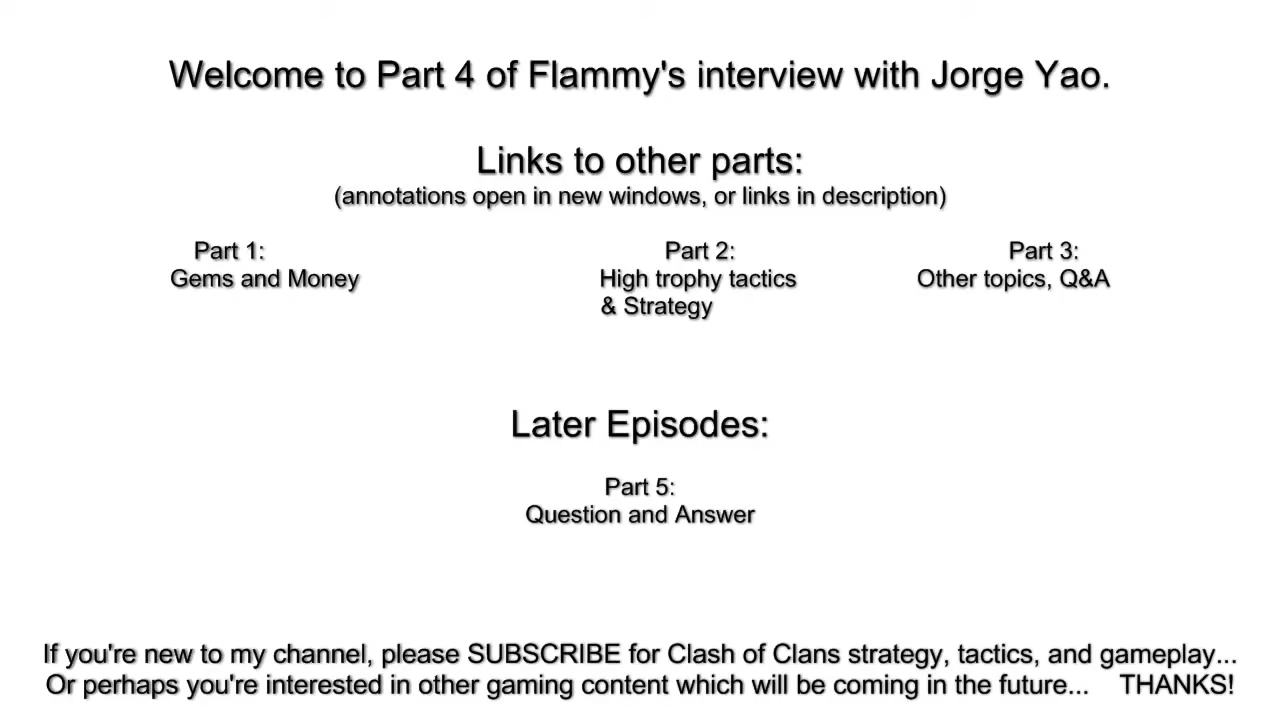 Welcome to Part 4 of Flammy's interview with Jorge Yao.
Links to other parts:
(annotations open in new windows, or links in description)
Part 1:
Gems and Money
Part 2:
High trophy tactics
& Strategy
Part 3:
Other topics, Q&A
Later Episodes:
Part 5:
Question and Answer
If you're new to my channel, please SUBSCRIBE for Clash of Clans strategy, tactics, and gameplay...
Or perhaps you're interested in other gaming content which will be coming in the future... THANKS!